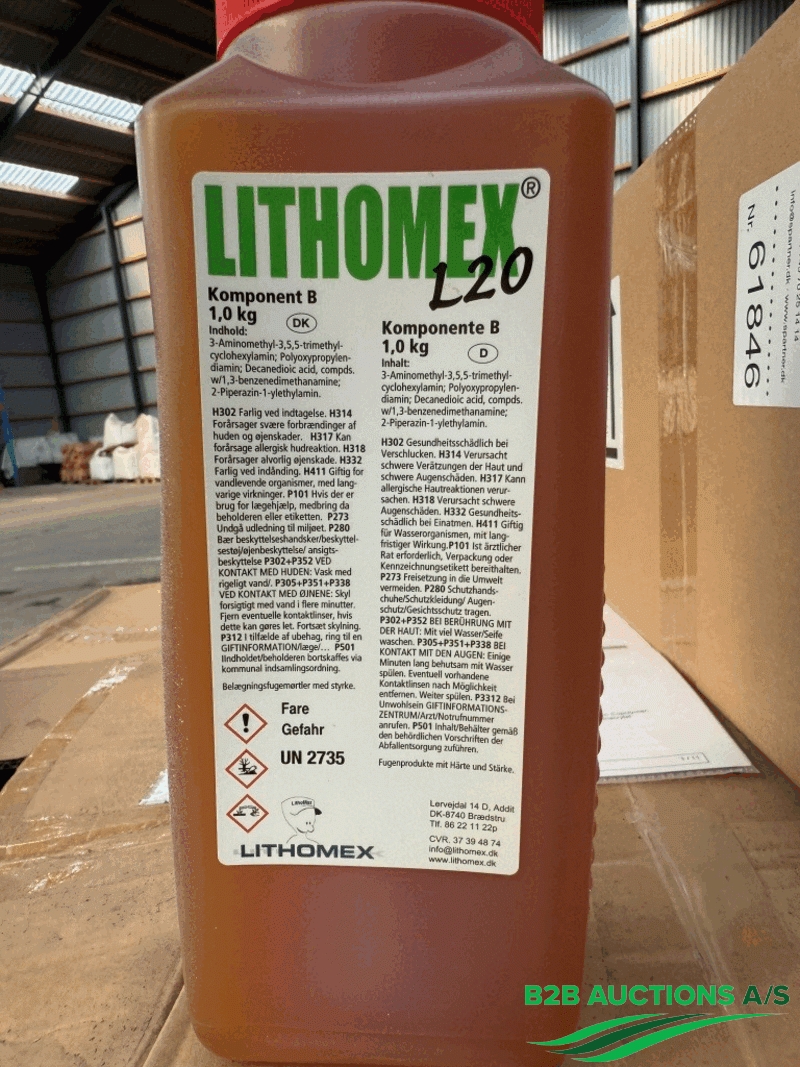 LITHOMEX®
L20
Komponent B
1,0 kg
DK
Indhold:
3-Aminomethyl-3,5,5-trimethyl-
cyclohexylamin; Polyoxypropylen-
diamin; Decanedioic acid, compds.
w/1,3-benzenedimethanamine;
2-Piperazin-1-ylethylamin.
H302 Farlig ved indtagelse. H314
Forårsager svære forbrændinger af
huden og øjenskader. H317 Kan
forårsage allergisk hudreaktion. H318
Forårsager alvorlig øjenskade. H332
Farlig ved indånding. H411 Giftig for
vandlevende organismer, med lang-
varige virkninger. P101 Hvis der er
brug for lægehjælp, medbring da
beholderen eller etiketten. P273
Undgå udledning til miljøet. P280
Bær beskyttelseshandsker/beskyttel-
sestøj/øjenbeskyttelse/ ansigts-
beskyttelse P302+P352 VED
KONTAKT MED HUDEN: Vask med
rigeligt vand/. P305+P351+P338
VED KONTAKT MED ØJNENE: Skyl
forsigtigt med vand i flere minutter.
Fjern eventuelle kontaktlinser, hvis
dette kan gøres let. Fortsæt skylning.
P312 I tilfælde af ubehag, ring til en
GIFTINFORMATION/læge/... P501
IIndholdet/beholderen bortskaffes via
kommunal indsamlingsordning.
Belægningsfugemørtler med styrke.
Fare
Gefahr
UN 2735
LITHOMEX
Komponente B
1,0 kg
D
Inhalt:
3-Aminomethyl-3,5,5-trimethyl-
cyclohexylamin; Polyoxypropylen-
diamin; Decanedioic acid, compds.
w/1,3-benzenedimethanamine;
2-Piperazin-1-ylethylamin.
H302 Gesundheitsschädlich bei
Verschlucken. H314 Verursacht
schwere Verätzungen der Haut und
schwere Augenschäden. H317 Kann
allergische Hautreaktionen verur-
sachen. H318 Verursacht schwere
Augenschäden. H332 Gesundheits-
schädlich bei Einatmen. H411 Giftig
für Wasserorganismen, mit lang-
fristiger Wirkung.P101 Ist ärztlicher
Rat erforderlich, Verpackung oder
Kennzeichnungsetikett bereithalten.
P273 Freisetzung in die Umwelt
vermeiden. P280 Schutzhands-
chuhe/Schutzkleidung/ Augen-
schutz/Gesichtsschutz tragen.
P302+P352 BEI BERÜHRUNG MIT
DER HAUT: Mit viel Wasser/Seife
waschen. P305+P351+P338 BEI
KONTAKT MIT DEN AUGEN: Einige
Minuten lang behutsam mit Wasser
spülen. Eventuell vorhandene
Kontaktlinsen nach Möglichkeit
entfernen. Weiter spülen. P3312 Bei
Unwohlsein GIFTINFORMATIONS-
ZENTRUM/Arzt/Notrufnummer
anrufen. P501 Inhalt/Behälter gemäß
den behördlichen Vorschriften der
Abfallentsorgung zuführen.
Fugenprodukte mit Härte und Stärke.
Lervejdal 14 D, Addit
DK-8740 Brædstru
Tlf. 86 22 11 22p
CVR. 37 39 48 74
info@lithomex.dk
www.lithomex.dk
info@spartner.dk - www.spartner.dk
Nr. 61846
B2B AUCTIONS A/S